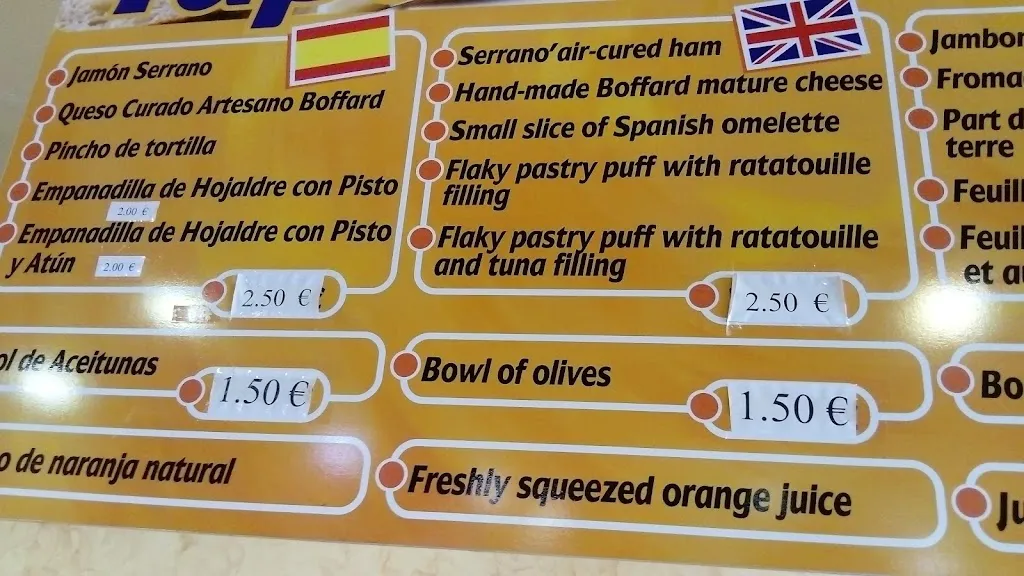 Jamón Serrano
Queso Curado Artesano Boffard
Pincho de tortilla
Empanadilla de Hojaldre con Pisto
2.00 €
Empanadilla de Hojaldre con Pisto
y Atún 2.00 €
2.50 €
de Aceitunas
1.50 €
de naranja natural
Serrano' air-cured ham
Hand-made Boffard mature cheese
Small slice of Spanish omelette
Flaky pastry puff with ratatouille
filling
Flaky pastry puff with ratatouille
and tuna filling
2.50 €
Bowl of olives
1.50 €
Freshly squeezed orange juice
Jambon
Froma
Part d
terre
Feuill
Feuil
et
Bo
Ju